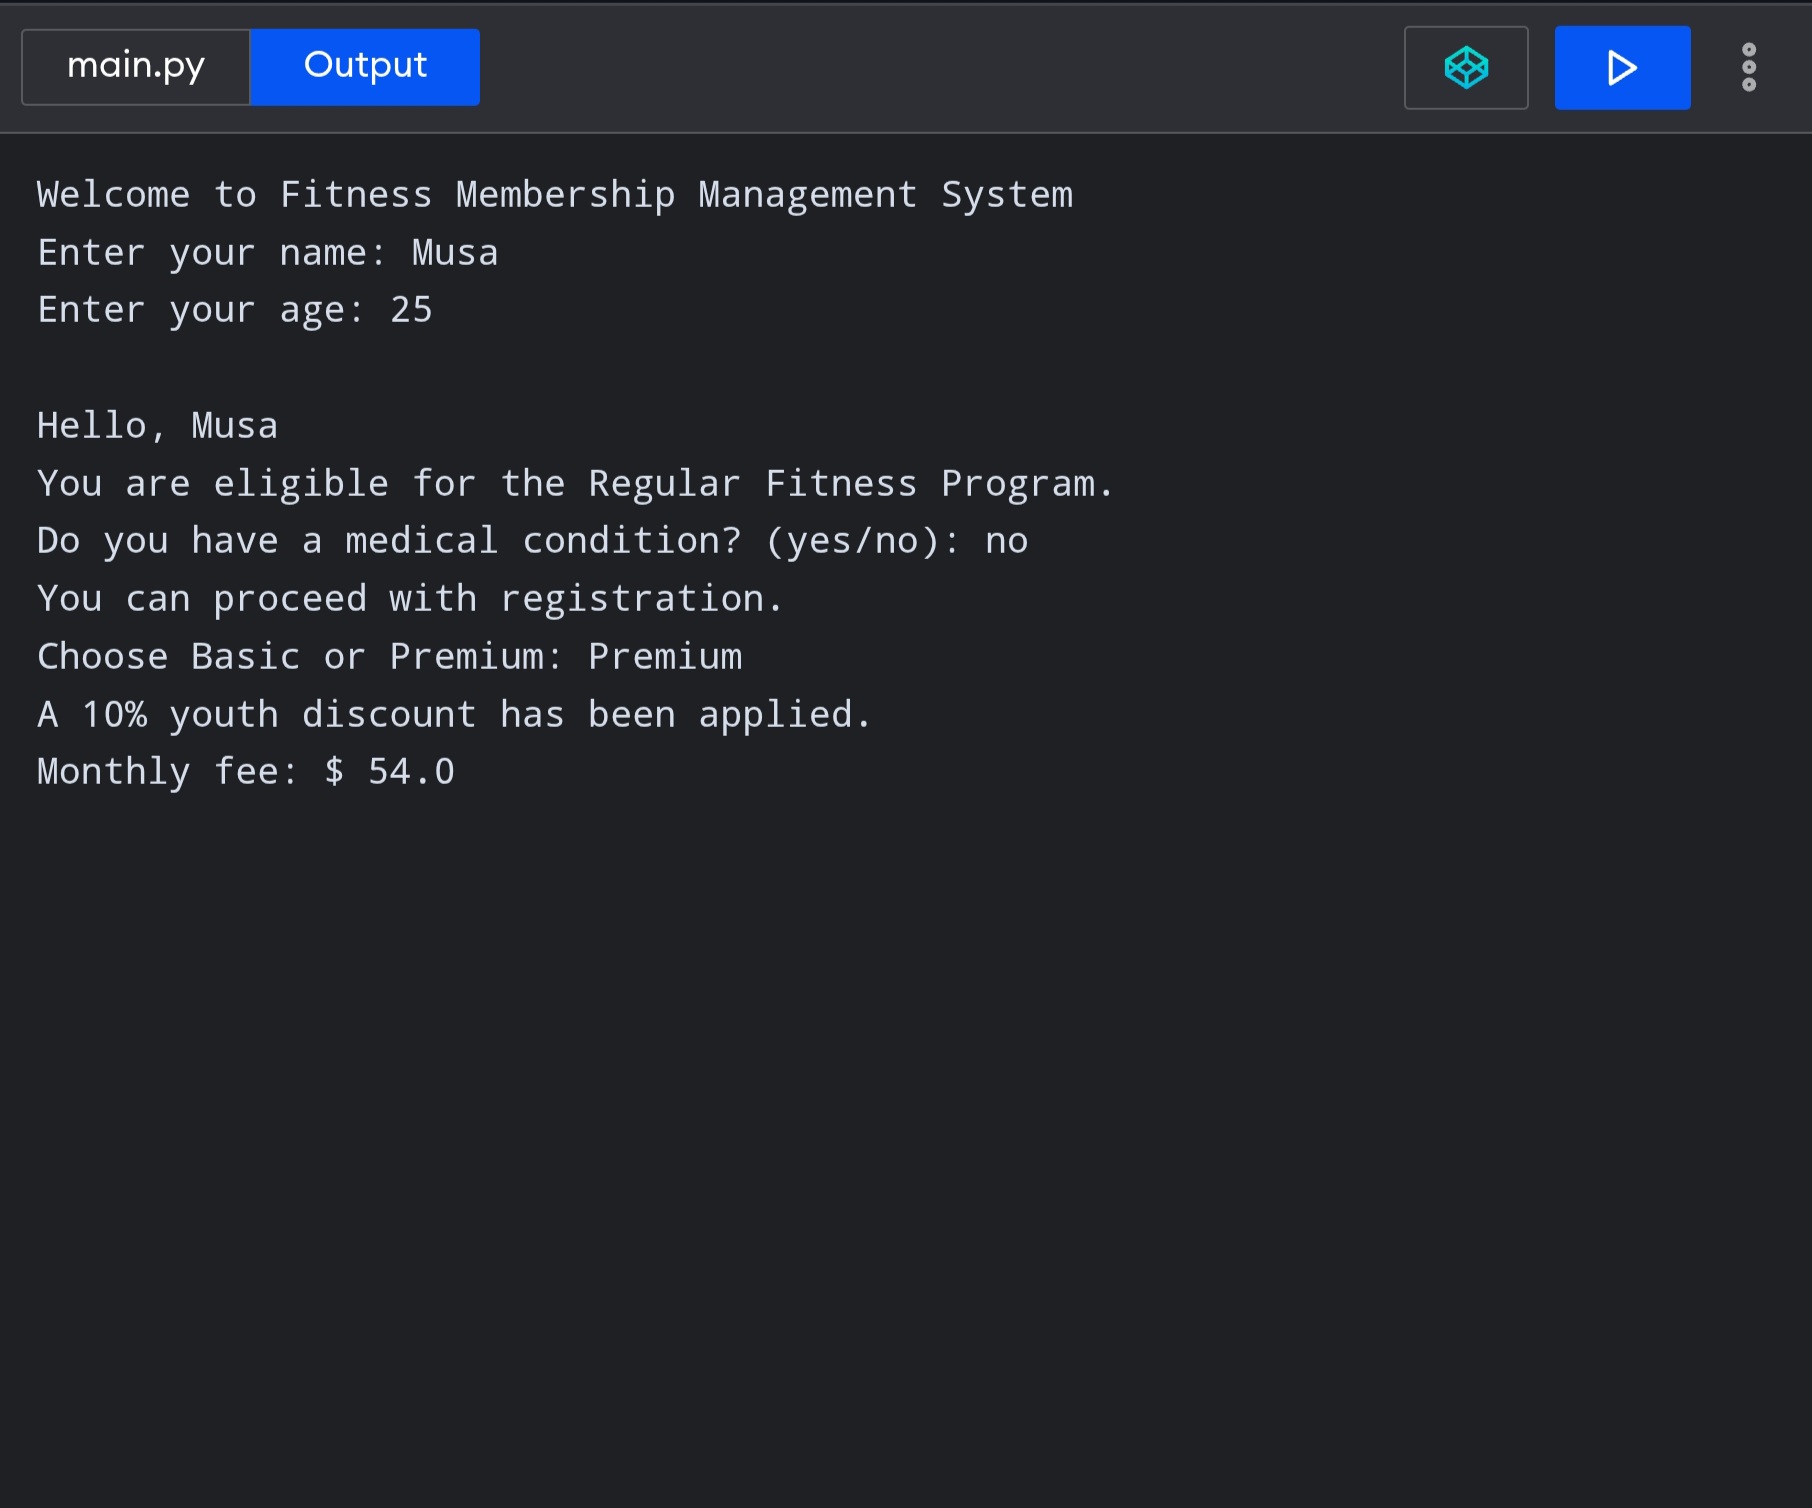 main.py Output
Welcome to Fitness Membership Management System
Enter your name: Musa
Enter your age: 25

Hello, Musa
You are eligible for the Regular Fitness Program.
Do you have a medical condition? (yes/no): no
You can proceed with registration.
Choose Basic or Premium: Premium
A 10% youth discount has been applied.
Monthly fee: $ 54.0